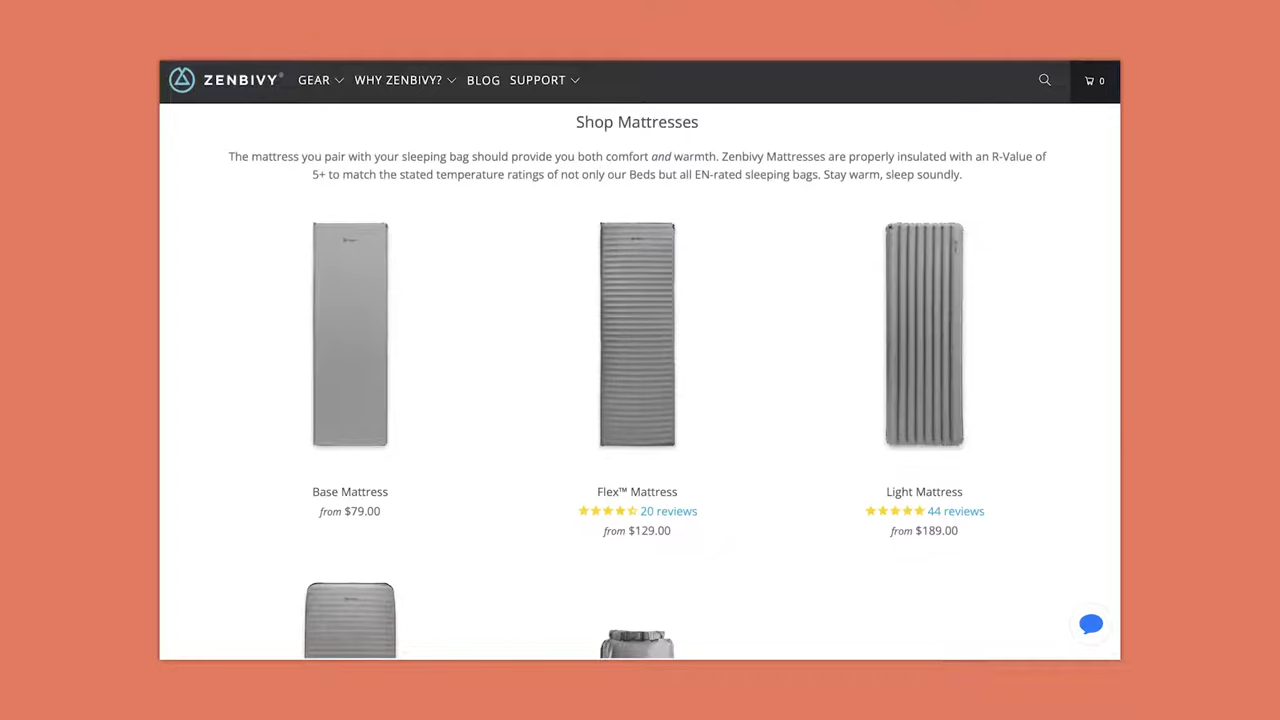 ZENBIVY® GEAR WHY ZENBIVY? BLOG SUPPORT 0
Shop Mattresses
The mattress you pair with your sleeping bag should provide you both comfort and warmth. Zenbivy Mattresses are properly insulated with an R-Value of
5+ to match the stated temperature ratings of not only our Beds but all EN-rated sleeping bags. Stay warm, sleep soundly.
Base Mattress
from $79.00
Flex™ Mattress
20 reviews
from $129.00
Light Mattress
44 reviews
from $189.00